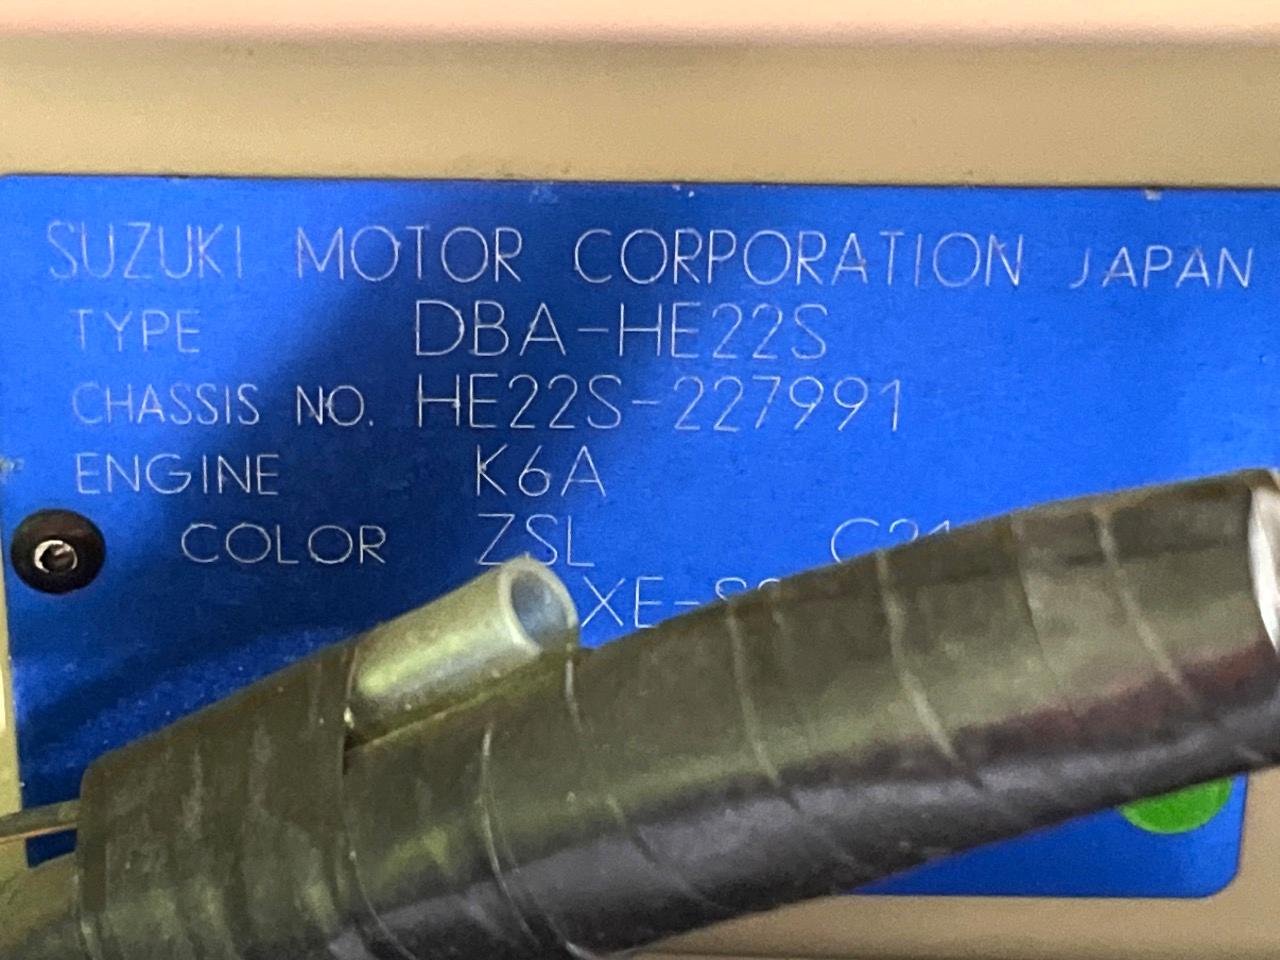 SUZUKI MOTOR CORPORATION JAPAN
TYPE DBA-HE22S
CHASSIS NO. HE22S-227991
ENGINE K6A
COLOR ZSL